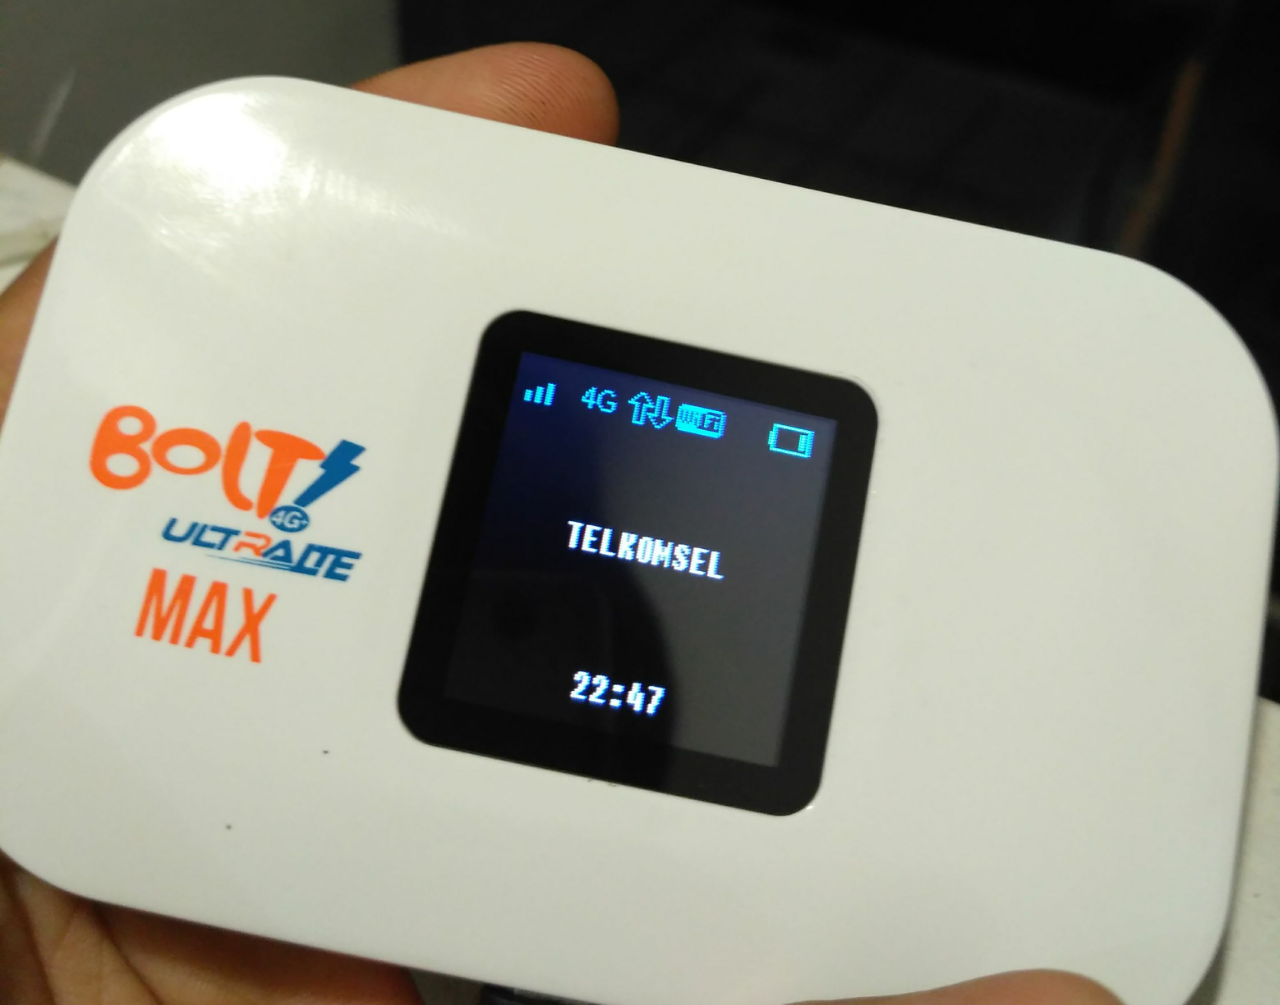 BOLT!
4G+
ULTRA LTE
MAX
4G WiFi
TELKOMSEL
22:47